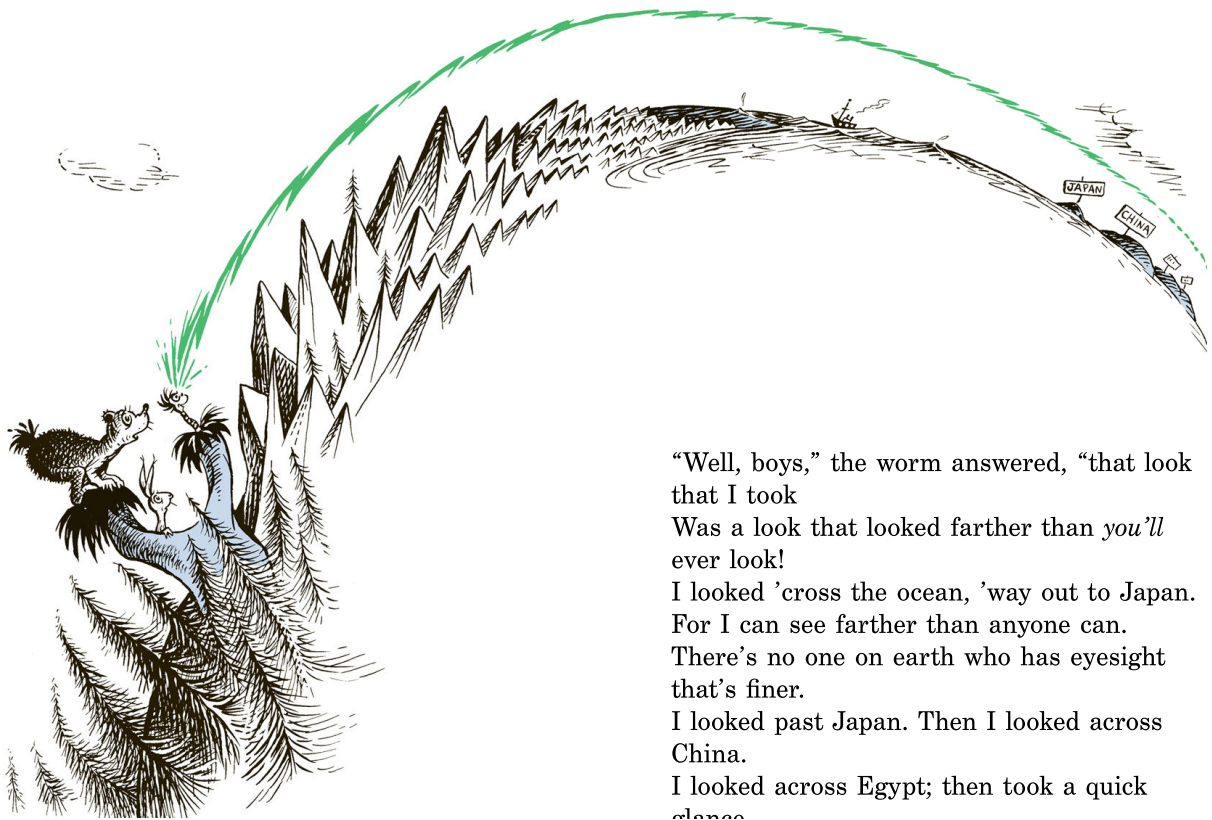 JAPAN
CHINA
“Well, boys,” the worm answered, “that look
that I took
Was a look that looked farther than you’ll
ever look!
I looked ’cross the ocean, ’way out to Japan.
For I can see farther than anyone can.
There’s no one on earth who has eyesight
that’s finer.
I looked past Japan. Then I looked across
China.
I looked across Egypt; then took a quick
glance